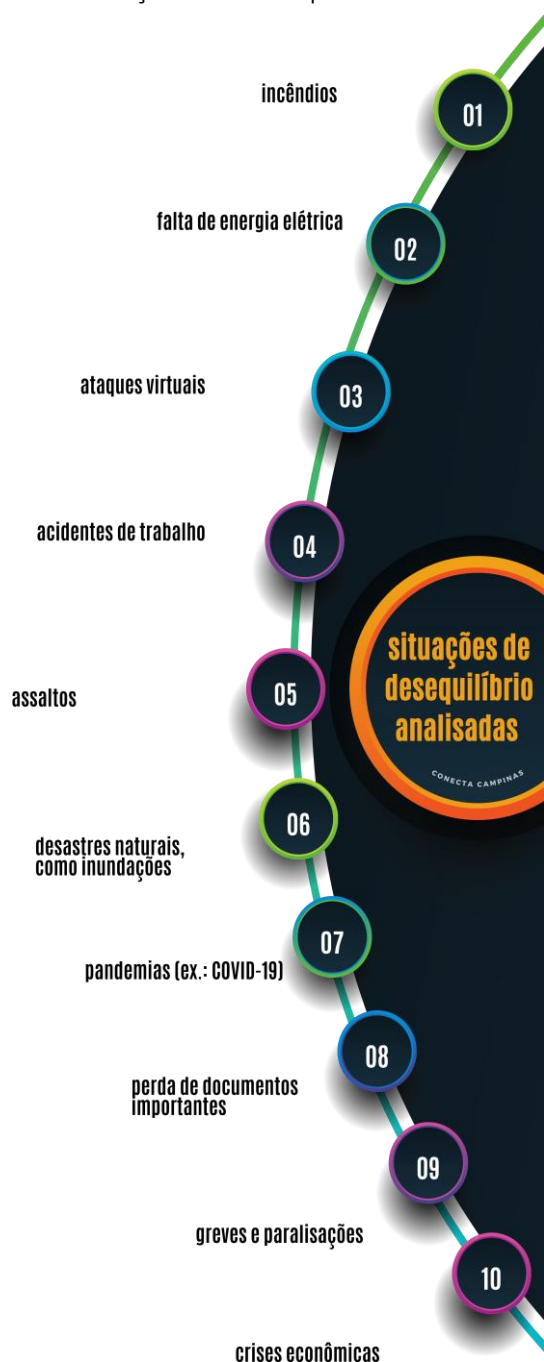 incêndios
01
falta de energia elétrica
02
ataques virtuais
03
acidentes de trabalho
04
situações de
desequilíbrio
analisadas
CONECTA CAMPINAS
assaltos
05
06
desastres naturais,
como inundações
07
pandemias (ex.: COVID-19)
08
perda de documentos
importantes
09
greves e paralisações
10
crises econômicas